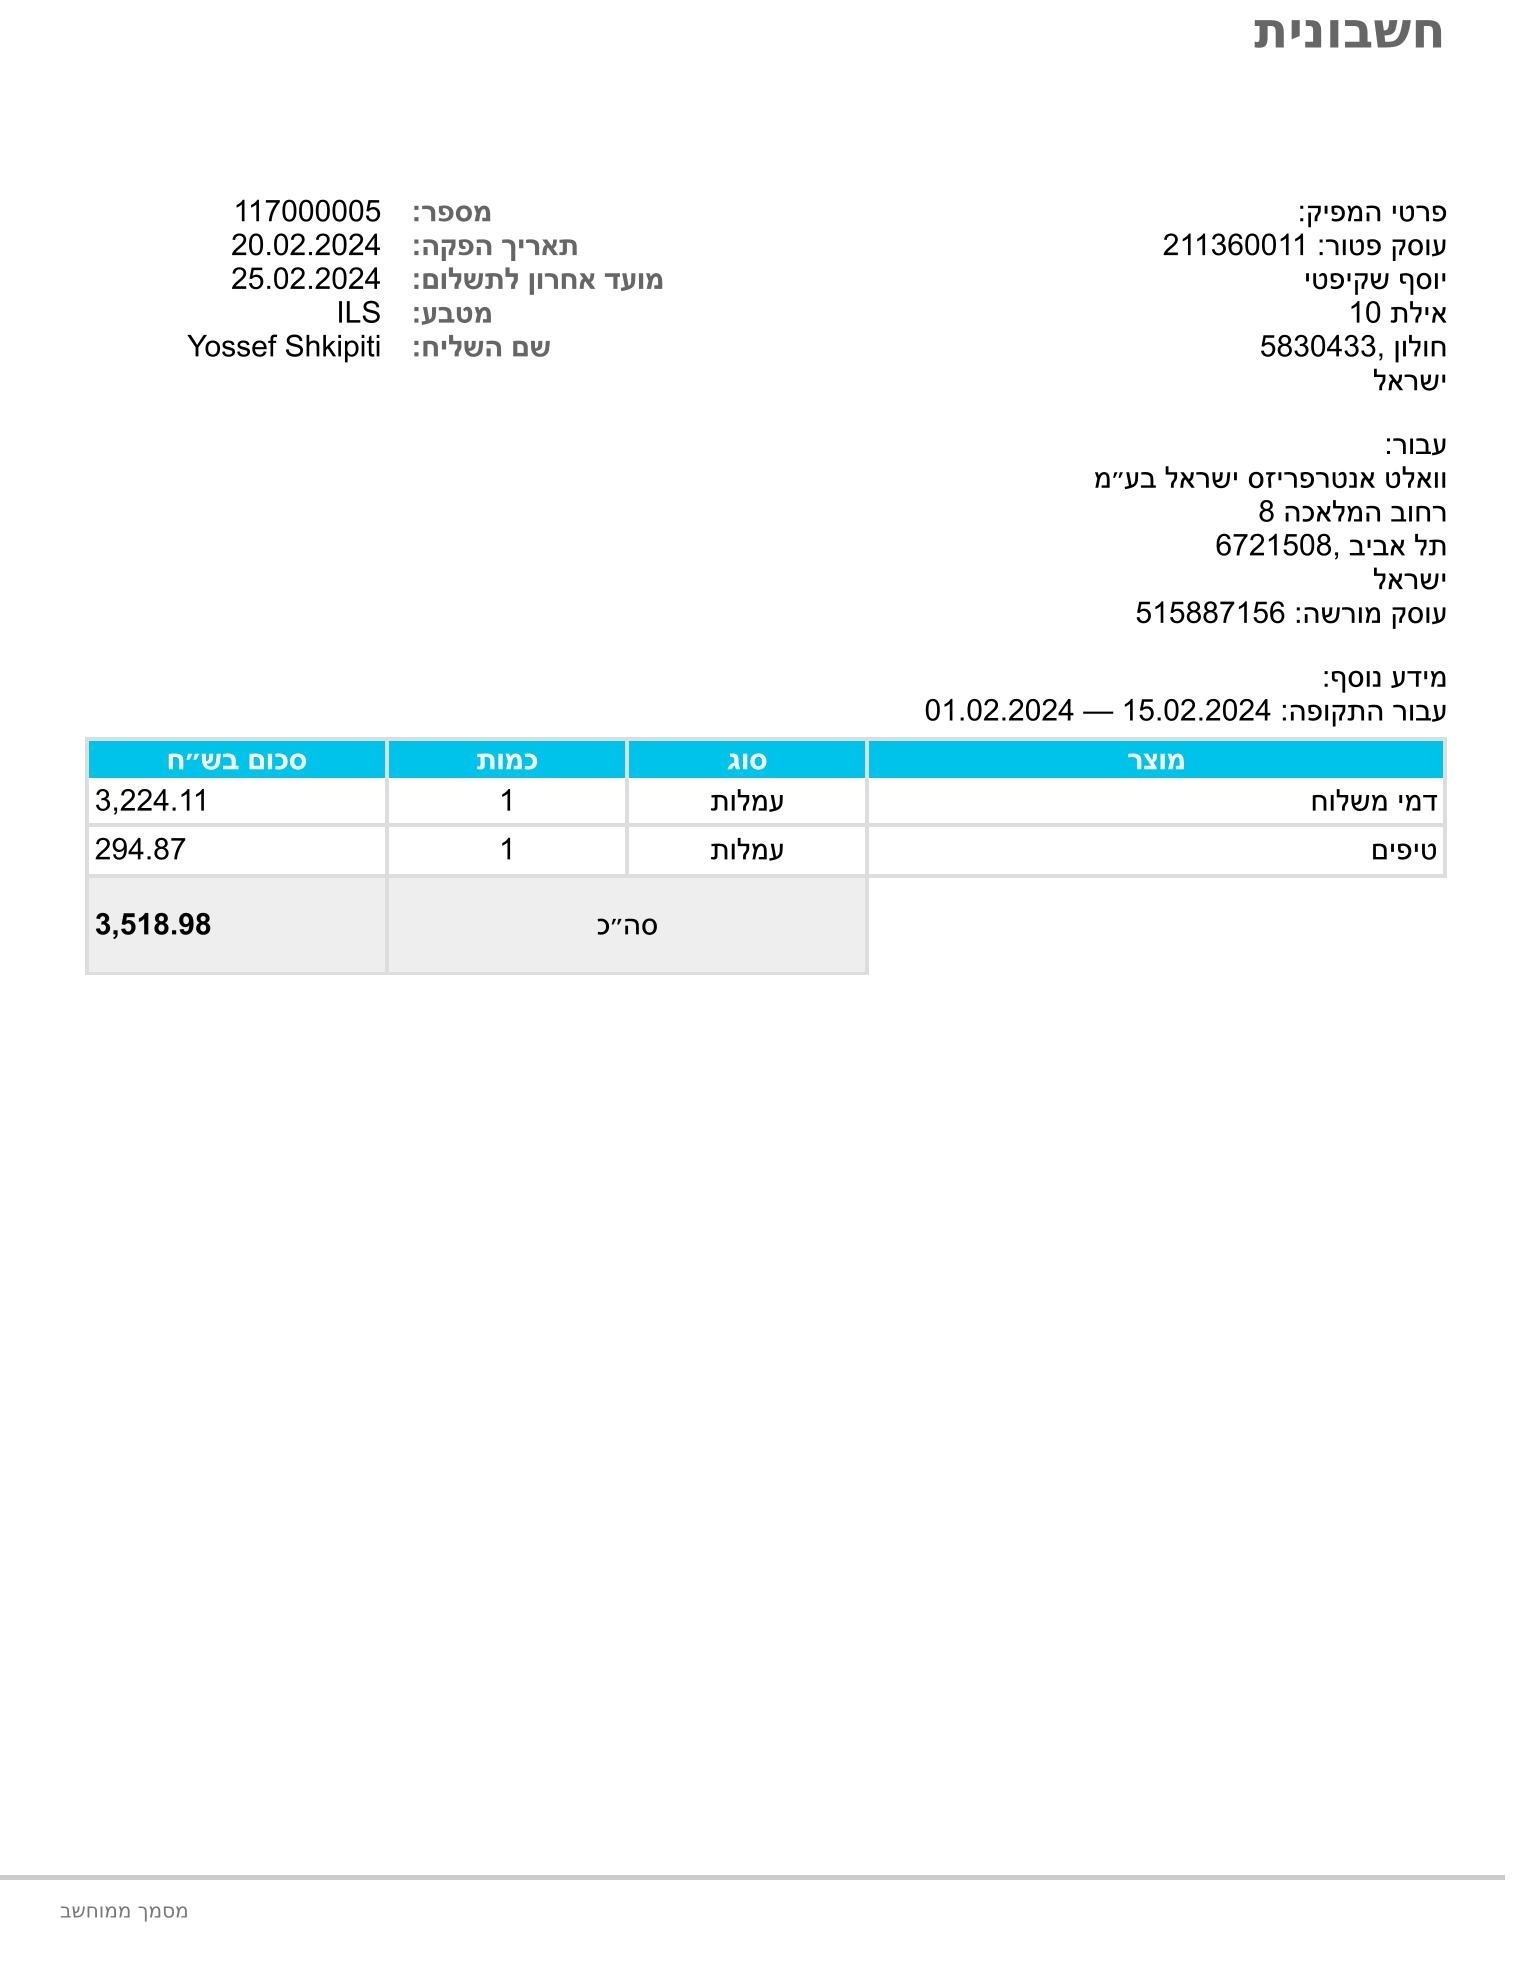 חשבונית
פרטי המפיק:
עוסק פטור: 211360011
יוסף שקיפטי
אילת 10
חולון ,5830433
ישראל
מספר: 117000005
תאריך הפקה: 20.02.2024
מועד אחרון לתשלום: 25.02.2024
מטבע: ILS
שם השליח: Yossef Shkipiti
עבור:
וואלט אנטרפריזס ישראל בע״מ
רחוב המלאכה 8
תל אביב ,6721508
ישראל
עוסק מורשה: 515887156
מידע נוסף:
עבור התקופה: 15.02.2024 — 01.02.2024
מוצר סוג כמות סכום בש״ח
דמי משלוח עמלות 1 3,224.11
טיפים עמלות 1 294.87
סה״כ 3,518.98
מסמך ממוחשב